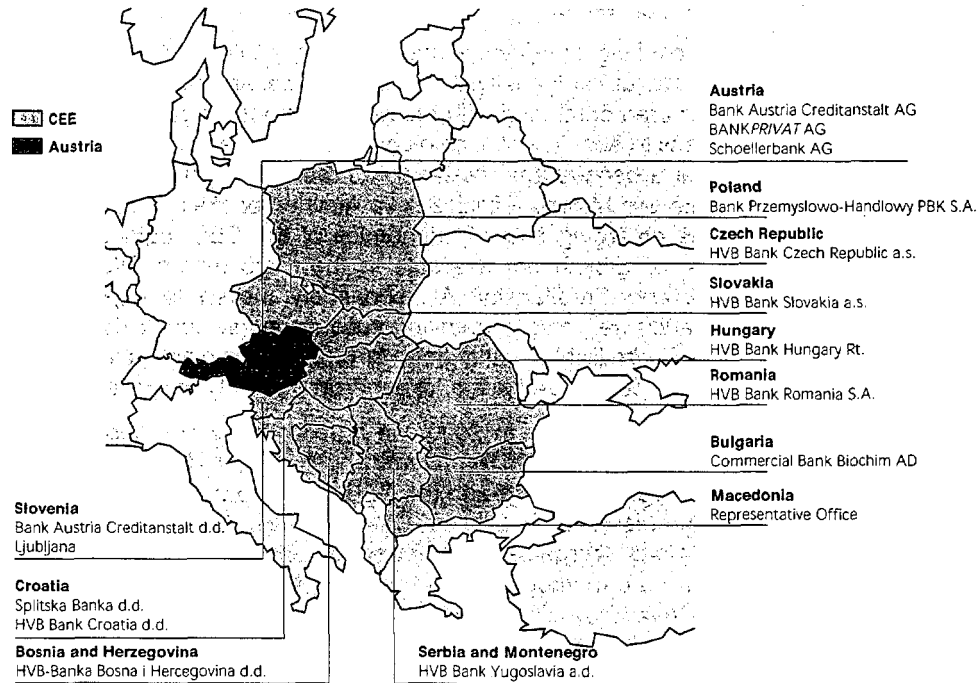 CEE
Austria
Austria
Bank Austria Creditanstalt AG
BANKPRIVAT AG
Schoellerbank AG
Poland
Bank Przemyslowo-Handlowy PBK S.A.
Czech Republic
HVB Bank Czech Republic a.s.
Slovakia
HVB Bank Slovakia a.s.
Hungary
HVB Bank Hungary Rt.
Romania
HVB Bank Romania S.A.
Bulgaria
Commercial Bank Biochim AD
Macedonia
Representative Office
Slovenia
Bank Austria Creditanstalt d.d.
Ljubljana
Croatia
Splitska Banka d.d.
HVB Bank Croatia d.d.
Bosnia and Herzegovina
HVB-Banka Bosna i Hercegovina d.d.
Serbia and Montenegro
HVB Bank Yugoslavia a.d.